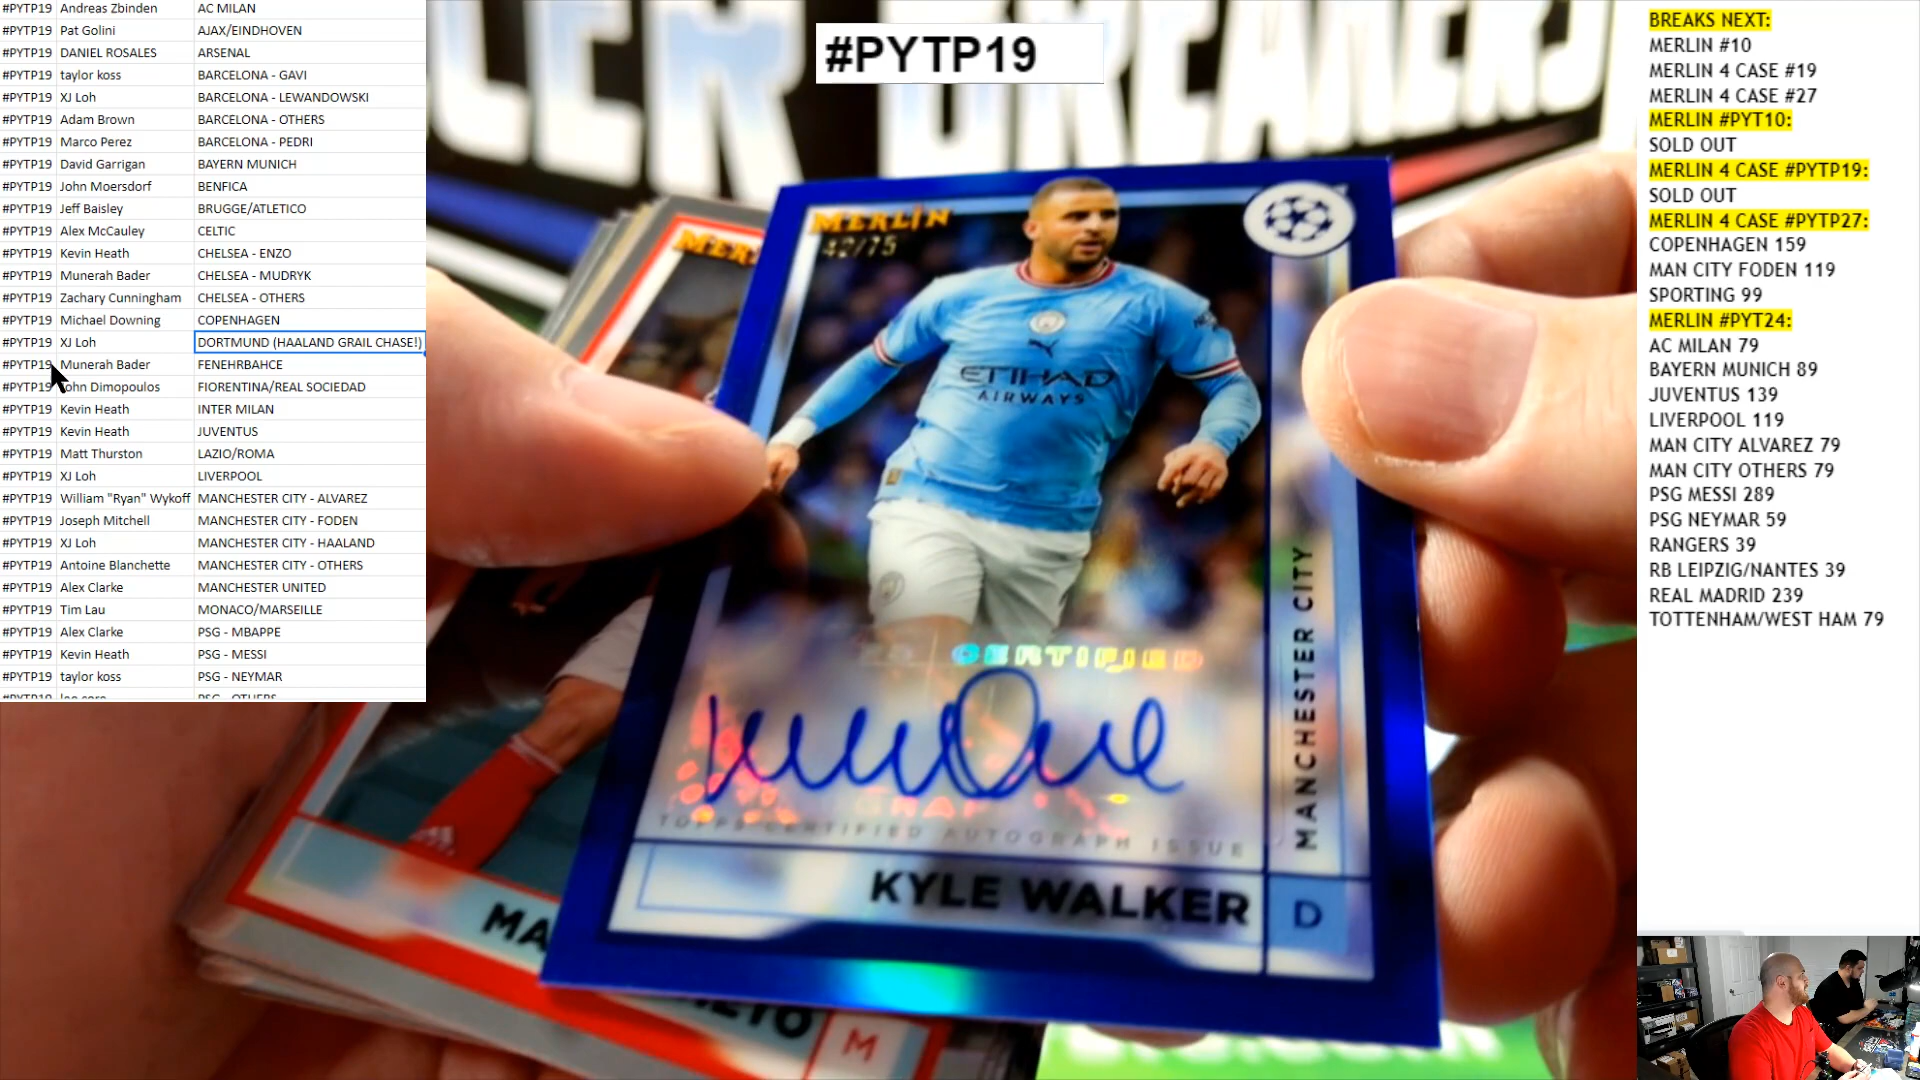 #PYTP19 Andreas Zbinden AC MILAN
#PYTP19 Pat Golini AJAX/EINDHOVEN
#PYTP19 DANIEL ROSALES ARSENAL
#PYTP19 taylor koss BARCELONA - GAVI
#PYTP19 XJ Loh BARCELONA - LEWANDOWSKI
#PYTP19 Adam Brown BARCELONA - OTHERS
#PYTP19 Marco Perez BARCELONA - PEDRI
#PYTP19 David Garrigan BAYERN MUNICH
#PYTP19 John Moersdorf BENFICA
#PYTP19 Jeff Baisley BRUGGE/ATLETICO
#PYTP19 Alex McCauley CELTIC
#PYTP19 Kevin Heath CHELSEA - ENZO
#PYTP19 Munerah Bader CHELSEA - MUDRYK
#PYTP19 Zachary Cunningham CHELSEA - OTHERS
#PYTP19 Michael Downing COPENHAGEN
#PYTP19 XJ Loh DORTMUND (HAALAND GRAIL CHASE!)
#PYTP19 Munerah Bader FENEHRBAHCE
#PYTP19 John Dimopoulos FIORENTINA/REAL SOCIEDAD
#PYTP19 Kevin Heath INTER MILAN
#PYTP19 Kevin Heath JUVENTUS
#PYTP19 Matt Thurston LAZIO/ROMA
#PYTP19 XJ Loh LIVERPOOL
#PYTP19 William "Ryan" Wykoff MANCHESTER CITY - ALVAREZ
#PYTP19 Joseph Mitchell MANCHESTER CITY - FODEN
#PYTP19 XJ Loh MANCHESTER CITY - HAALAND
#PYTP19 Antoine Blanchette MANCHESTER CITY - OTHERS
#PYTP19 Alex Clarke MANCHESTER UNITED
#PYTP19 Tim Lau MONACO/MARSEILLE
#PYTP19 Alex Clarke PSG - MBAPPE
#PYTP19 Kevin Heath PSG - MESSI
#PYTP19 taylor koss PSG - NEYMAR
#PYTP19
MERLIN
42/75
ETIHAD
AIRWAYS
CERTIFIED
TOPPS CERTIFIED AUTOGRAPH ISSUE
MANCHESTER CITY
KYLE WALKER D
M
BREAKS NEXT:
MERLIN #10
MERLIN 4 CASE #19
MERLIN 4 CASE #27
MERLIN #PYT10:
SOLD OUT
MERLIN 4 CASE #PYTP19:
SOLD OUT
MERLIN 4 CASE #PYTP27:
COPENHAGEN 159
MAN CITY FODEN 119
SPORTING 99
MERLIN #PYT24:
AC MILAN 79
BAYERN MUNICH 89
JUVENTUS 139
LIVERPOOL 119
MAN CITY ALVAREZ 79
MAN CITY OTHERS 79
PSG MESSI 289
PSG NEYMAR 59
RANGERS 39
RB LEIPZIG/NANTES 39
REAL MADRID 239
TOTTENHAM/WEST HAM 79